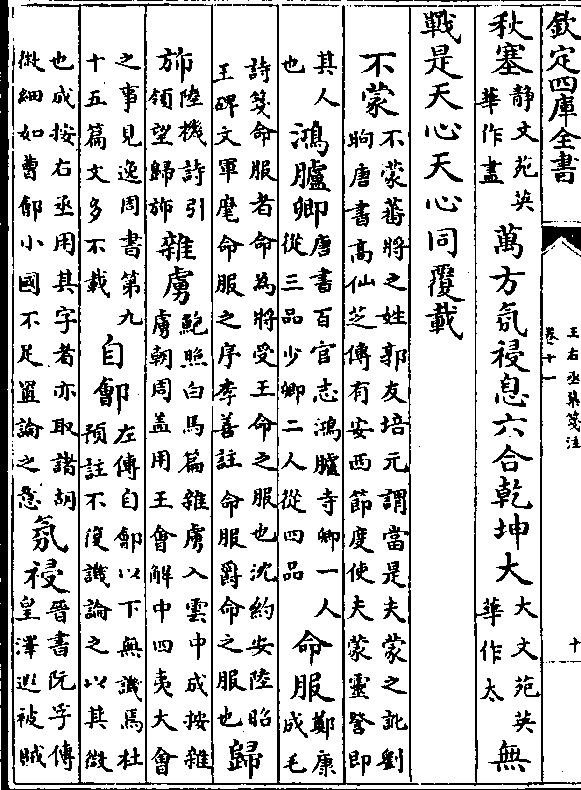 欽定四庫全書
王右丞集箋注
卷十一
十
秋塞静文苑英華作盡萬方氛祲息六合乾坤大大文苑英華作太無
戰是天心天心同覆載
不蒙不蒙蕃將之姓郭友培元謂當是夫蒙之訛劉昫唐書高仙芝傳有安西節度使夫蒙靈詧即
其人也鴻臚卿唐書百官志鴻臚寺卿一人從三品少卿二人從四品命服鄭康成毛
詩箋命服者命為將受王命之服也沈約安陸昭王碑文軍麾命服之序李善註命服爵命之服也歸
斾陸機詩引領望歸斾雜虜鮑照白馬篇雜虜入雲中成按雜虜朝周盖用王會解中四夷大會
之事見逸周書第九十五篇文多不載自鄶左傳自鄶以下無譏焉杜預註不復譏論之以其微
也成按右丞用其字者亦取諸胡微細如曹鄶小國不足置論之意氛祲晉書阮孚傳皇澤遐被賊